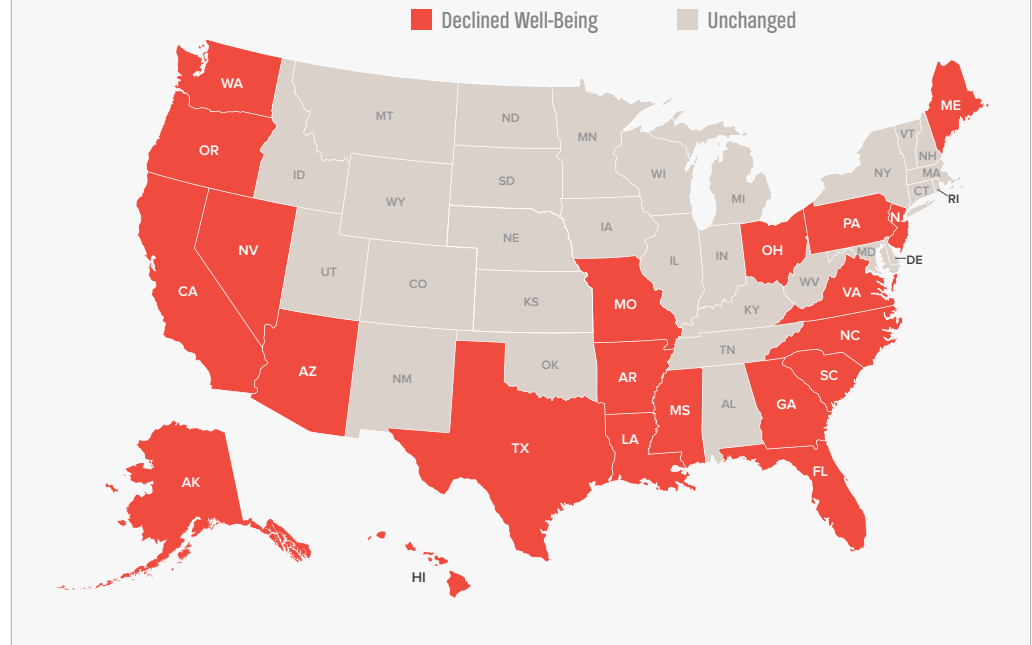 Declined Well-Being
Unchanged
WA
ME
MT
ND
MN
VT
OR
NH
ID
SD
WI
NY
MA
MI
CT
RI
WY
IA
NE
PA
NJ
NV
OH
MD
DE
UT
CO
IL
IN
WV
CA
VA
KS
MO
KY
NC
TN
AZ
NM
OK
AR
SC
MS
AL
GA
TX
LA
FL
AK
HI